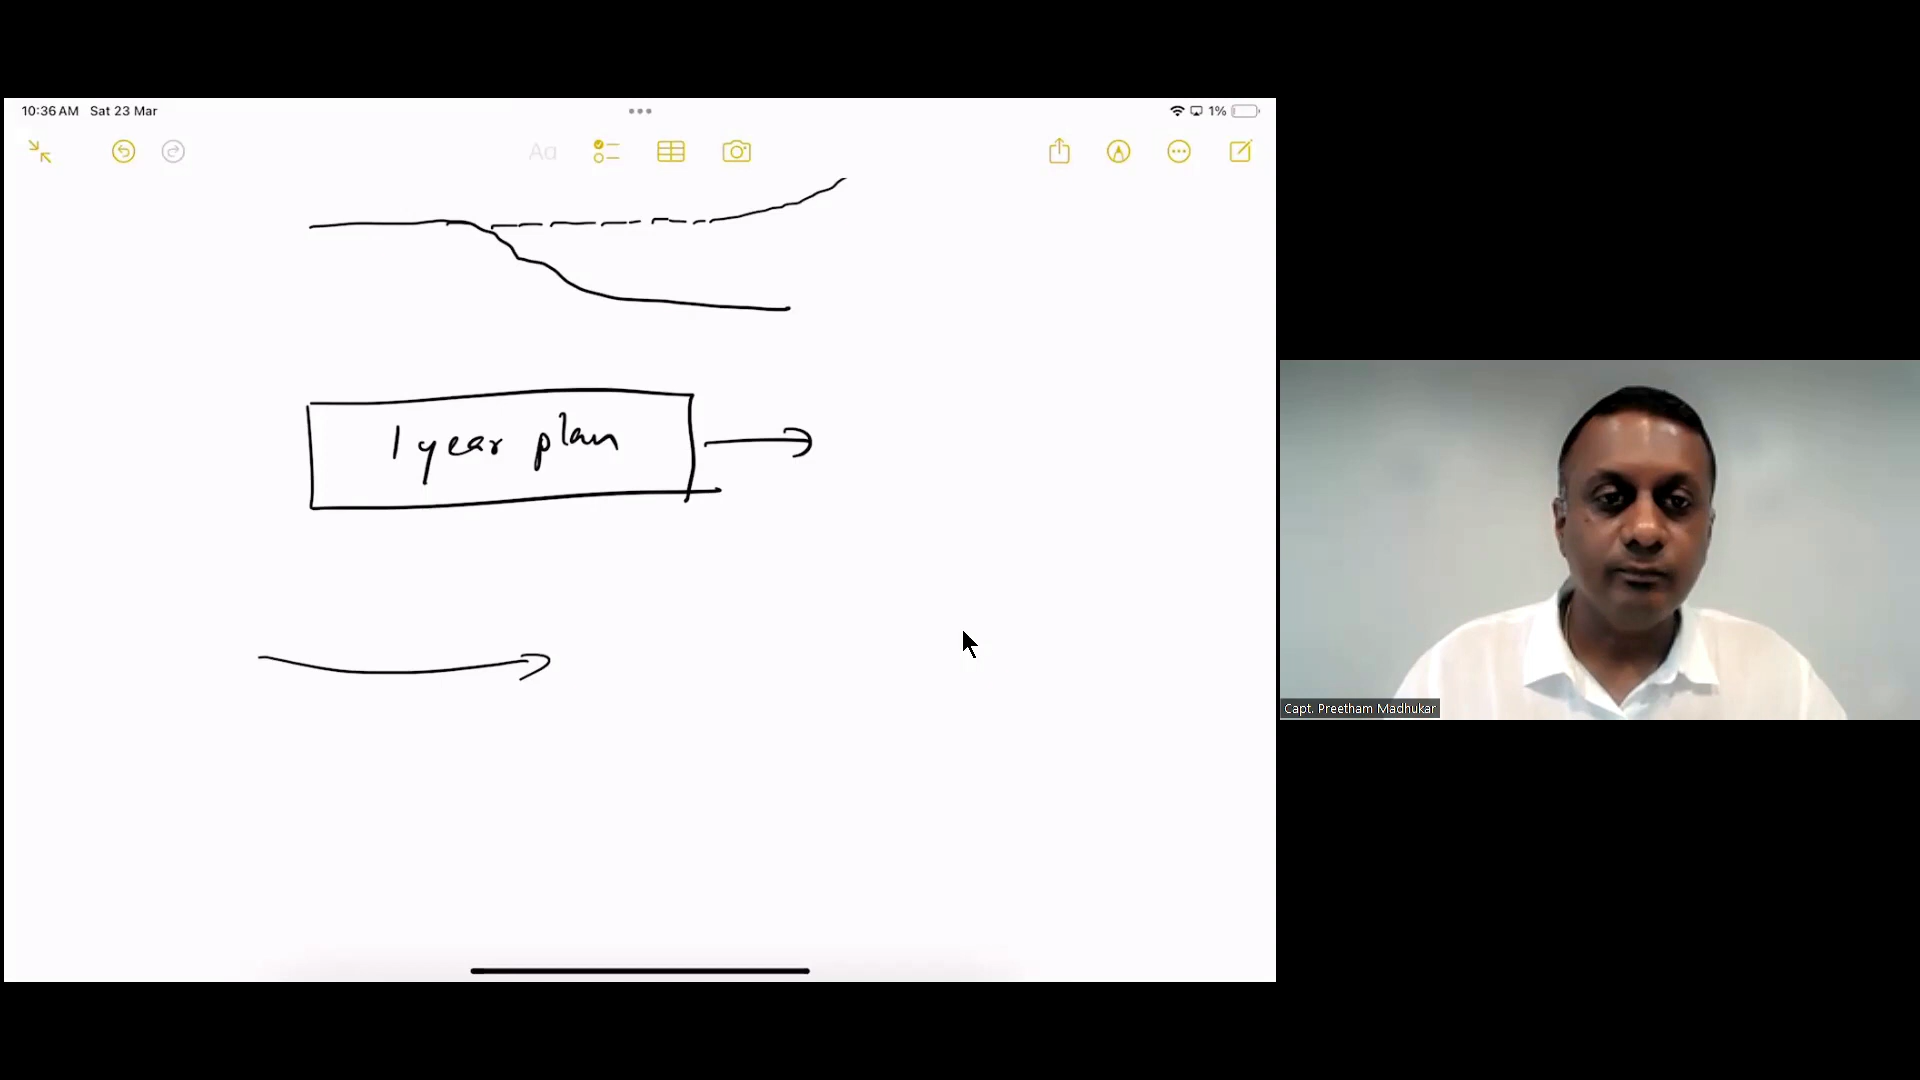 10:36 AM Sat 23 Mar
1%
Aa
1 year plan
Capt. Preetham Madhukar